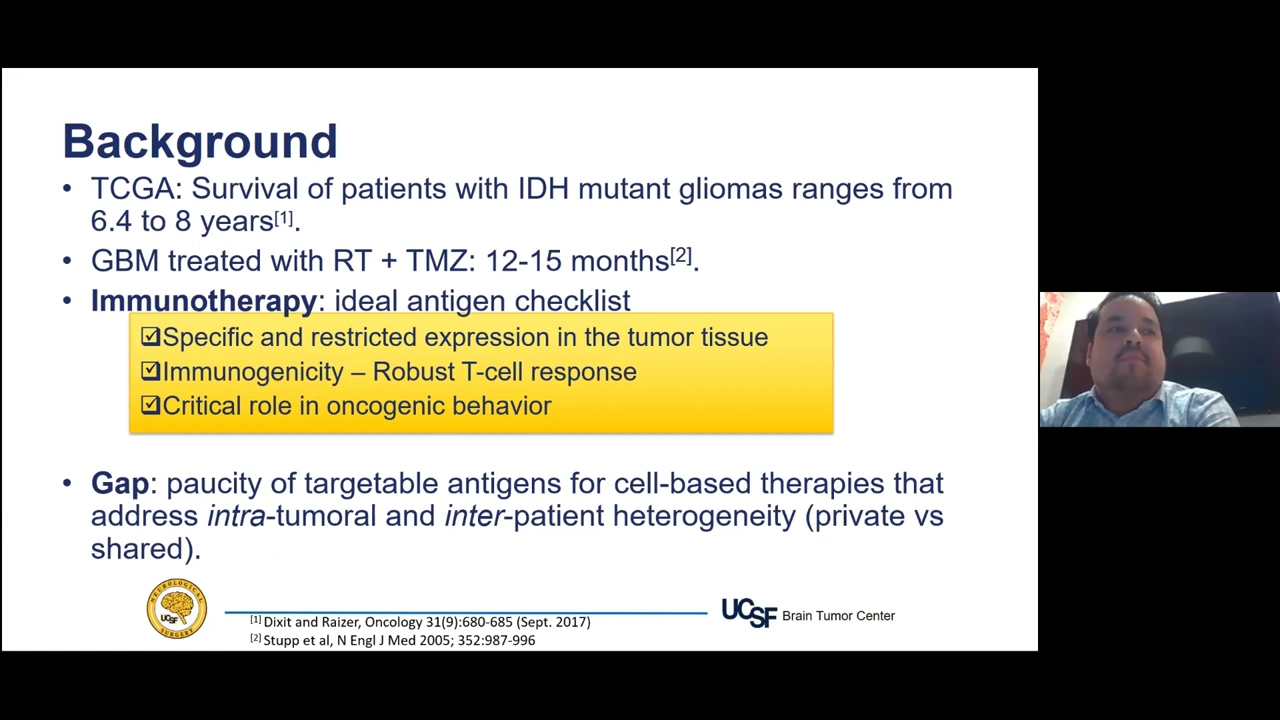 Background
• TCGA: Survival of patients with IDH mutant gliomas ranges from
6.4 to 8 years[1].
• GBM treated with RT + TMZ: 12-15 months[2].
• Immunotherapy: ideal antigen checklist
☑Specific and restricted expression in the tumor tissue
☑Immunogenicity – Robust T-cell response
☑Critical role in oncogenic behavior
• Gap: paucity of targetable antigens for cell-based therapies that
address intra-tumoral and inter-patient heterogeneity (private vs
shared).
NEUROLOGICAL
UCSF
SURGERY
[1] Dixit and Raizer, Oncology 31(9):680-685 (Sept. 2017)
[2] Stupp et al, N Engl J Med 2005; 352:987-996
UCSF Brain Tumor Center